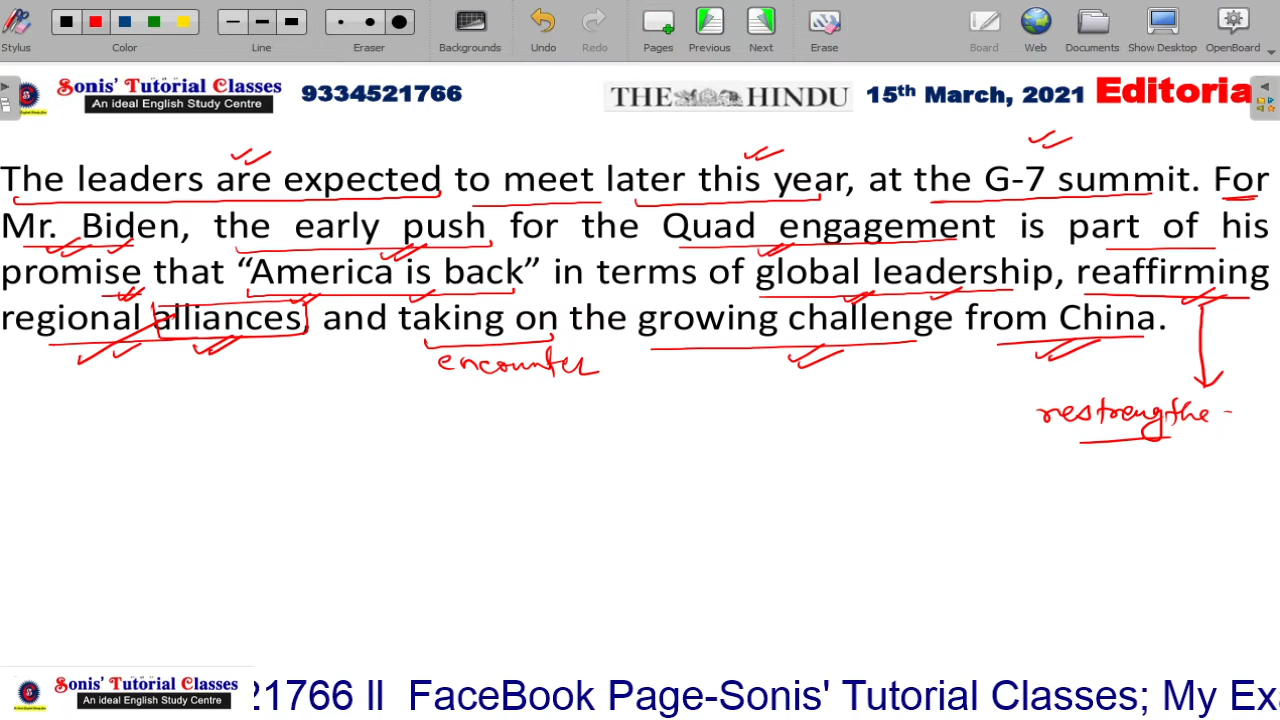 Stylus
Color
Line
Eraser
Backgrounds
Undo
Redo
Pages
Previous
Next
Erase
Board
Web
Documents
Show Desktop
OpenBoard
Sonis' Tutorial Classes
An ideal English Study Centre
9334521766
THE HINDU
15th March, 2021
Editoria
The leaders are expected to meet later this year, at the G-7 summit. For
Mr. Biden, the early push for the Quad engagement is part of his
promise that “America is back” in terms of global leadership, reaffirming
regional alliances, and taking on the growing challenge from China.
encounter
restrengthe
Sonis' Tutorial Classes
An ideal English Study Centre
21766 ll FaceBook Page-Sonis' Tutorial Classes; My Exa